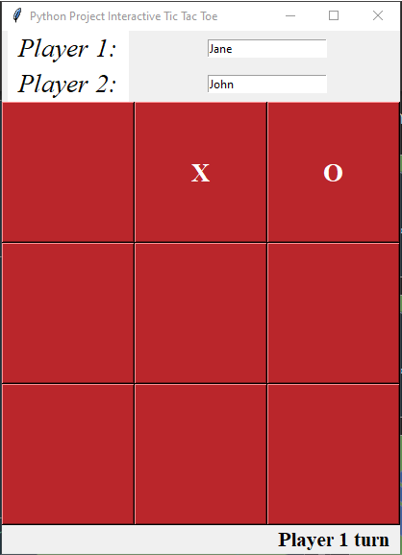 Python Project Interactive Tic Tac Toe
Player 1: Jane
Player 2: John
X O
Player 1 turn